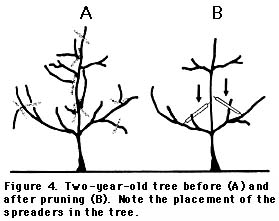 A B
Figure 4. Two-year-old tree before (A) and
after pruning (B). Note the placement of the
spreaders in the tree.